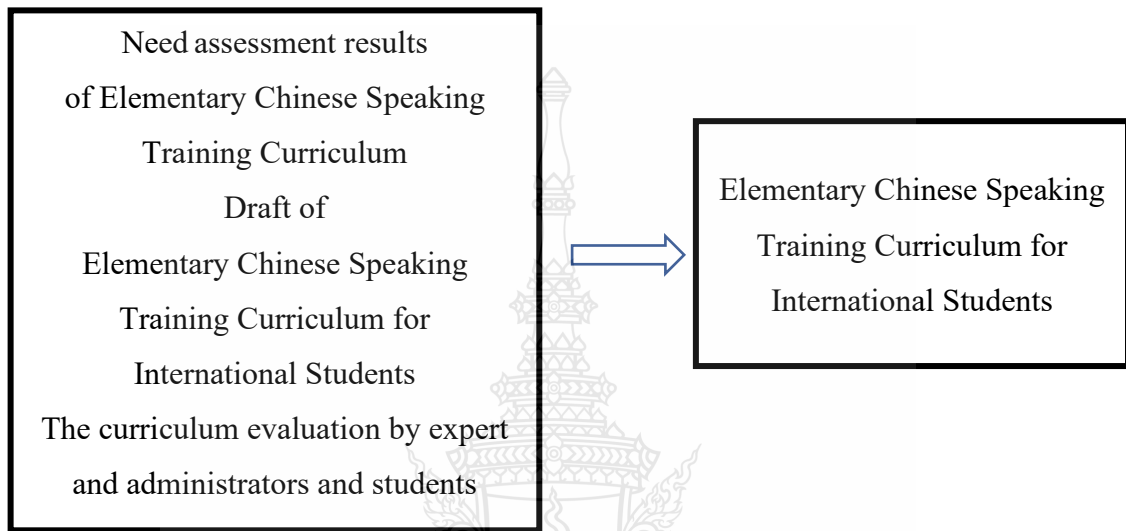 Need assessment results
of Elementary Chinese Speaking
Training Curriculum
Draft of
Elementary Chinese Speaking
Training Curriculum for
International Students
The curriculum evaluation by expert
and administrators and students
Elementary Chinese Speaking
Training Curriculum for
International Students